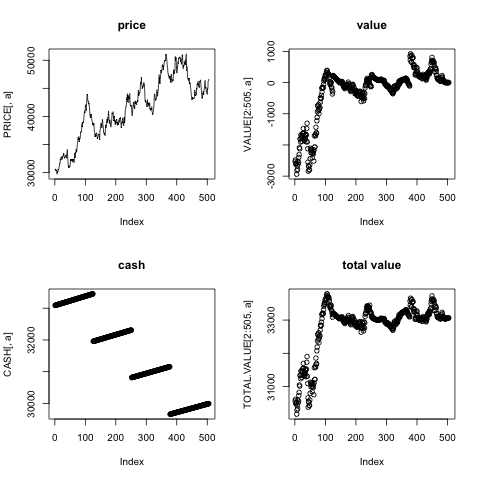 price
PRICE[, a]
30000 40000 50000
0 100 200 300 400 500
Index
value
VALUE[2:505, a]
-3000 -1000 0 1000
0 100 200 300 400 500
Index
cash
CASH[, a]
30000 32000
0 100 200 300 400 500
Index
total value
TOTAL.VALUE[2:505, a]
31000 33000
0 100 200 300 400 500
Index